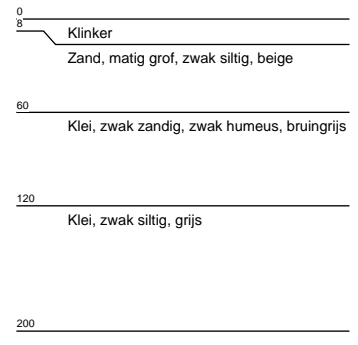 0
8
Klinker
Zand, matig grof, zwak siltig, beige
60
Klei, zwak zandig, zwak humeus, bruingrijs
120
Klei, zwak siltig, grijs
200